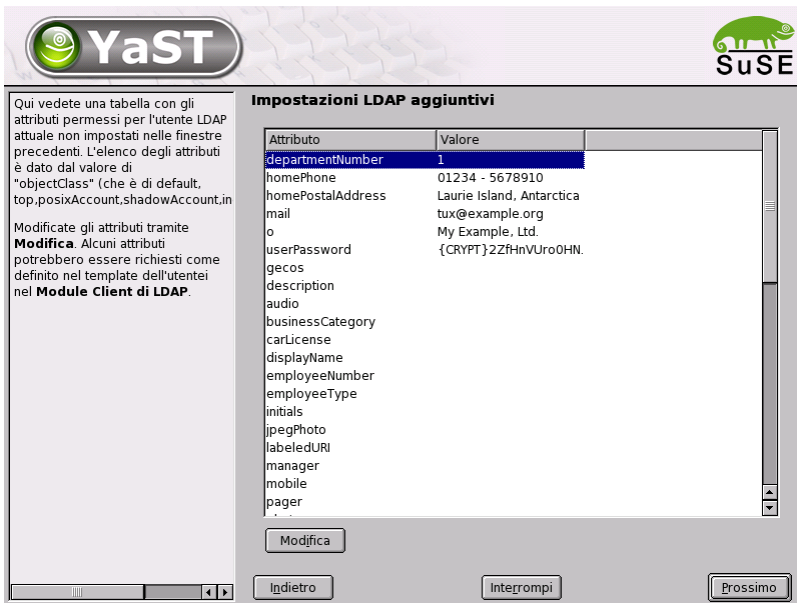 YaST
SuSE
Qui vedete una tabella con gli
attributi permessi per l'utente LDAP
attuale non impostati nelle finestre
precedenti. L'elenco degli attributi
è dato dal valore di
"objectClass" (che è di default,
top,posixAccount,shadowAccount,in
Modificate gli attributi tramite
Modifica. Alcuni attributi
potrebbero essere richiesti come
definito nel template dell'utentei
nel Module Client di LDAP.
Impostazioni LDAP aggiuntivi
Attributo Valore
departmentNumber 1
homePhone 01234 - 5678910
homePostalAddress Laurie Island, Antarctica
mail tux@example.org
o My Example, Ltd.
userPassword {CRYPT}2ZfHnVUro0HN.
gecos
description
audio
businessCategory
carLicense
displayName
employeeNumber
employeeType
initials
jpegPhoto
labeledURI
manager
mobile
pager
Modifica
Indietro Interrompi Prossimo